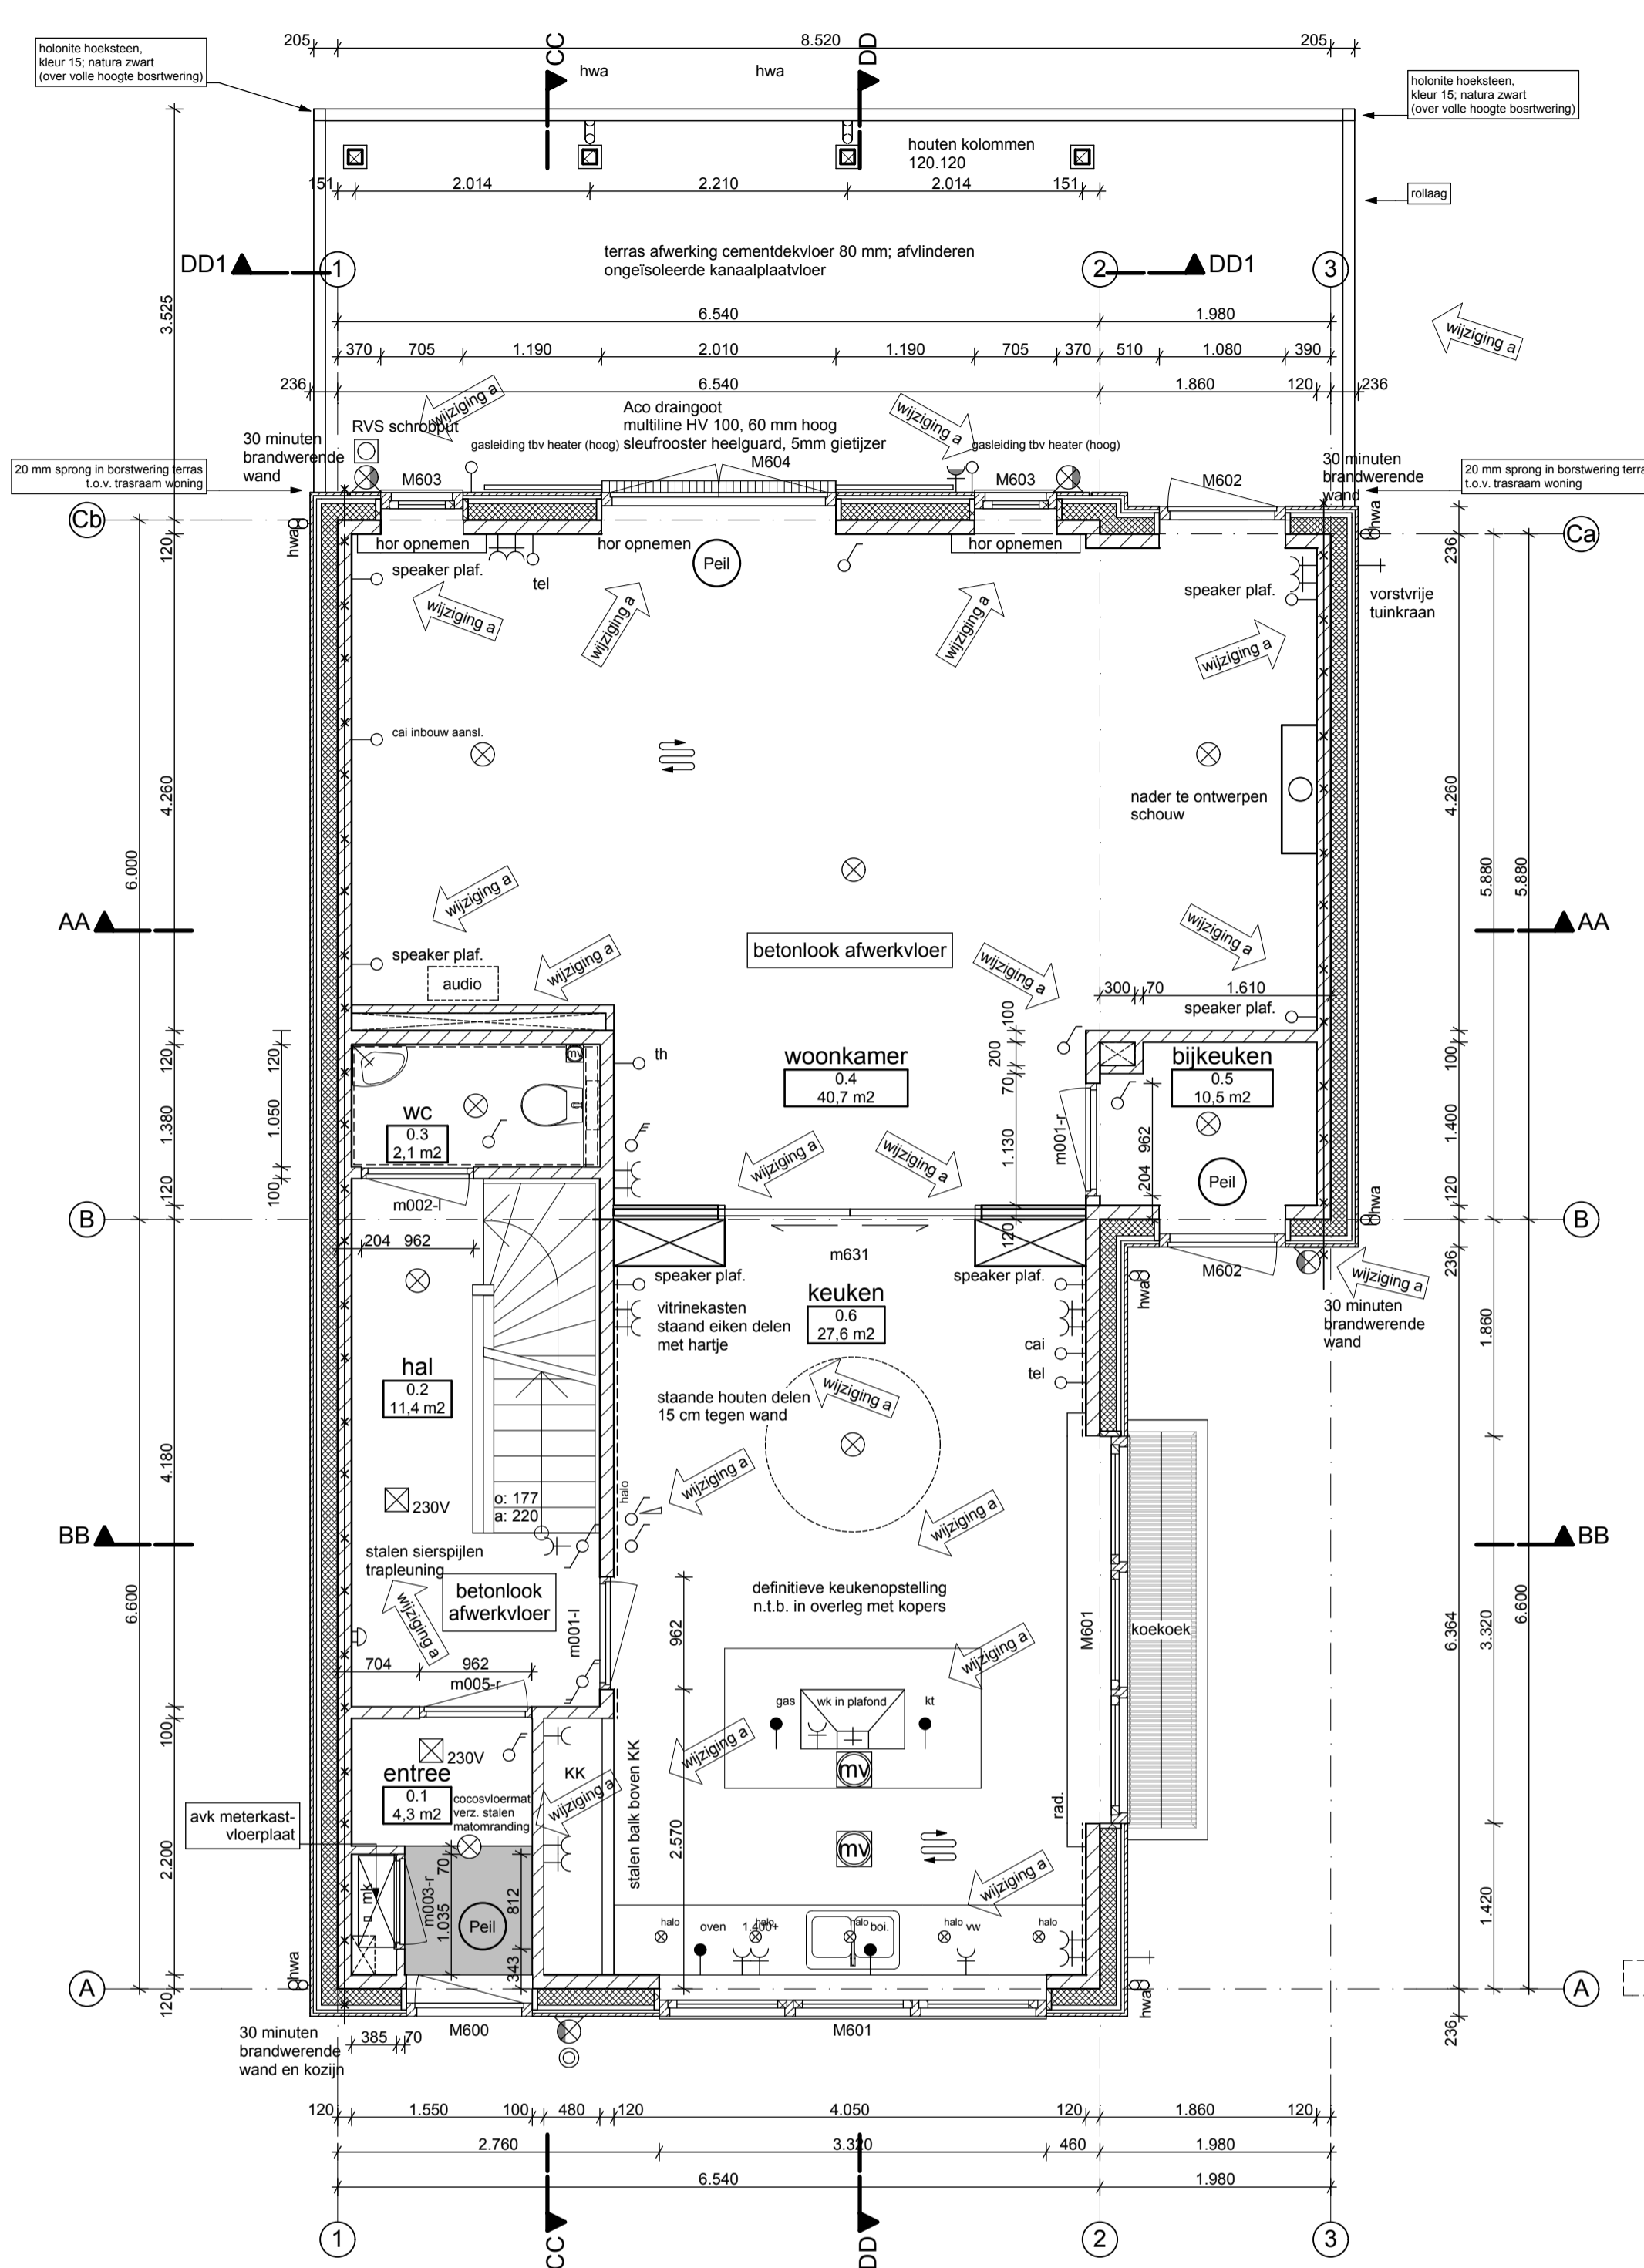 holonite hoeksteen,
kleur 15; natura zwart
(over volle hoogte bosrtwering)
205
8.520
205
CC
DD
hwa
hwa
holonite hoeksteen,
kleur 15; natura zwart
(over volle hoogte bosrtwering)
houten kolommen
120.120
151
2.014
2.210
2.014
151
rollaag
terras afwerking cementdekvloer 80 mm; afvlinderen
ongeïsoleerde kanaalplaatvloer
DD1
1
2
DD1
3
3.525
6.540
1.980
wijziging a
370
705
1.190
2.010
1.190
705
370
510
1.080
390
236
6.540
1.860
120
236
wijziging a
Aco draingoot
multiline HV 100, 60 mm hoog
sleufrooster heelguard, 5mm gietijzer
wijziging a
RVS schrobput
gasleiding tbv heater (hoog)
gasleiding tbv heater (hoog)
30 minuten
brandwerende
wand
30 minuten
brandwerende
wand
20 mm sprong in borstwering terras
t.o.v. trasraam woning
20 mm sprong in borstwering terra
t.o.v. trasraam woning
M603
M604
M603
M602
Cb
hwa
hwa
Ca
120
236
hor opnemen
hor opnemen
hor opnemen
Peil
speaker plaf.
tel
speaker plaf.
vorstvrije
tuinkraan
wijziging a
wijziging a
wijziging a
wijziging a
cai inbouw aansl.
nader te ontwerpen
schouw
4.260
4.260
6.000
5.880
5.880
wijziging a
wijziging a
AA
AA
betonlook afwerkvloer
speaker plaf.
audio
wijziging a
wijziging a
300
70
1.610
speaker plaf.
100
200
70
1.130
120
120
1.380
120
120
1.050
100
mv
th
woonkamer
0.4
40,7 m2
bijkeuken
0.5
10,5 m2
100
1.400
120
wc
0.3
2,1 m2
m001-r
962
204
Peil
wijziging a
wijziging a
m002-l
B
hwa
B
204
962
120
m631
M602
236
wijziging a
speaker plaf.
speaker plaf.
hwa
keuken
0.6
27,6 m2
vitrinekasten
staand eiken delen
met hartje
30 minuten
brandwerende
wand
cai
tel
1.860
hal
0.2
11,4 m2
staande houten delen
15 cm tegen wand
wijziging a
4.180
wijziging a
halo
wijziging a
230V
o: 177
a: 220
BB
BB
stalen sierspijlen
trapleuning
betonlook
afwerkvloer
definitieve keukenopstelling
n.t.b. in overleg met kopers
6.600
6.364
3.320
6.600
wijziging a
m001-l
962
M601
koekoek
704
962
m005-r
wijziging a
gas
wk in plafond
kt
100
230V
wijziging a
mv
entree
0.1
4,3 m2
cocosvloermat
verz. stalen
matomranding
KK
wijziging a
stalen balk boven KK
rad.
avk meterkast-
vloerplaat
2.200
2.570
mv
mk
m003-r
70
1.035
812
343
Peil
wijziging a
1.420
halo
oven
1.400+
halo
halo
boi.
halo
vw
halo
hwa
A
A
120
hwa
236
30 minuten
brandwerende
wand en kozijn
385
70
M600
M601
120
1.550
100
480
120
4.050
120
1.860
120
2.760
3.320
460
1.980
6.540
1.980
1
CC
DD
2
3